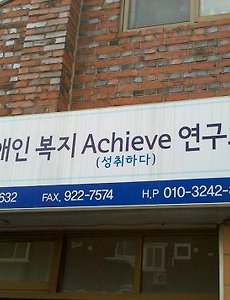 애인 복지 Achieve 연구
(성취하다)
632 FAX. 922-7574 H.P 010-3242-